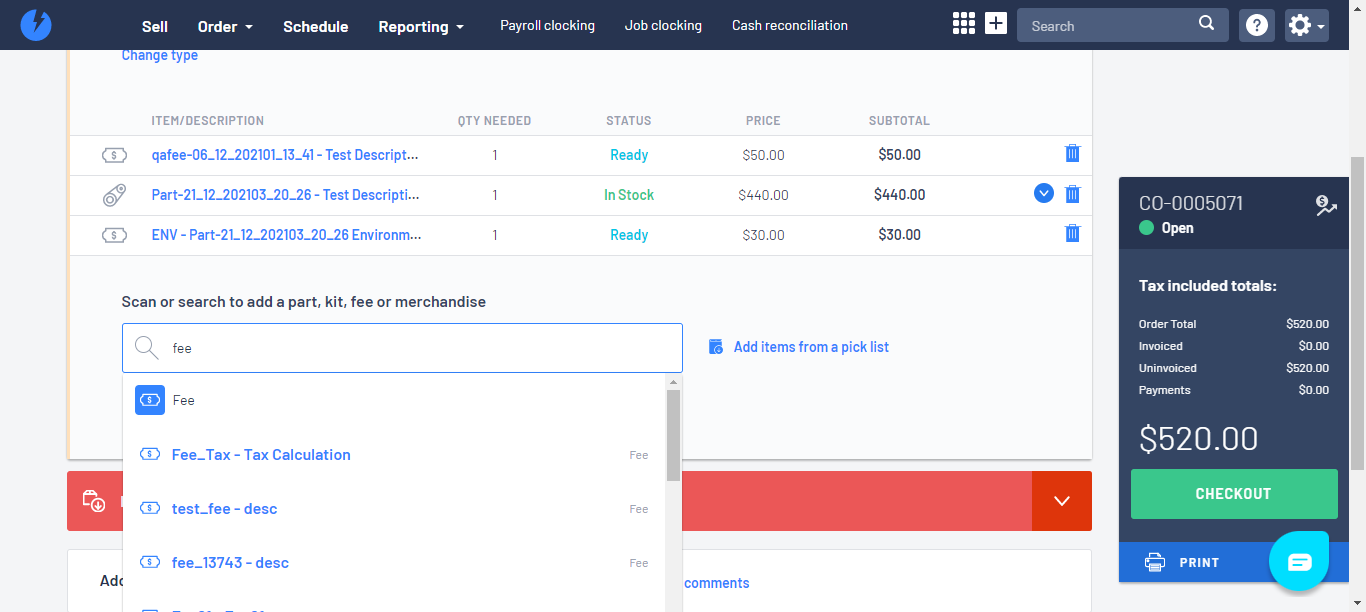 Sell Order Schedule Reporting Payroll clocking Job clocking Cash reconciliation Search
Change type
ITEM/DESCRIPTION QTY NEEDED STATUS PRICE SUBTOTAL
qafee-06_12_202101_13_41 - Test Descript... 1 Ready $50.00 $50.00
Part-21_12_202103_20_26 - Test Descripti... 1 In Stock $440.00 $440.00
ENV - Part-21_12_202103_20_26 Environm... 1 Ready $30.00 $30.00
Scan or search to add a part, kit, fee or merchandise
fee
Add items from a pick list
Fee
Fee_Tax - Tax Calculation Fee
test_fee - desc Fee
fee_13743 - desc Fee
comments
CO-0005071
Open
Tax included totals:
Order Total $520.00
Invoiced $0.00
Uninvoiced $520.00
Payments $0.00
$520.00
CHECKOUT
PRINT